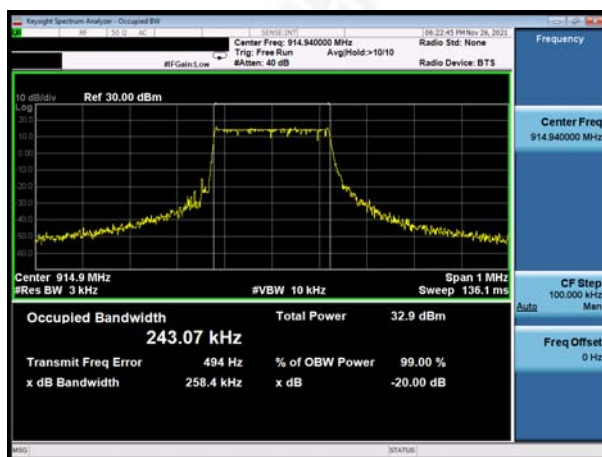 Keysight Spectrum Analyzer - Occupied BW
RF 50 Ω AC SENSE:INT 06:22:45 PM Nov 26, 2021
Center Freq: 914.940000 MHz Radio Std: None
Trig: Free Run Avg|Hold:>10/10
#IFGain:Low #Atten: 40 dB Radio Device: BTS
Frequency
10 dB/div Ref 30.00 dBm
Log
20.0
10.0
0.00
Center Freq
914.940000 MHz
Center 914.9 MHz Span 1 MHz
#Res BW 3 kHz #VBW 10 kHz Sweep 136.1 ms
CF Step
100.000 kHz
Auto Man
Occupied Bandwidth Total Power 32.9 dBm
243.07 kHz
Transmit Freq Error 494 Hz % of OBW Power 99.00 %
x dB Bandwidth 258.4 kHz x dB -20.00 dB
Freq Offset
0 Hz
MSG STATUS